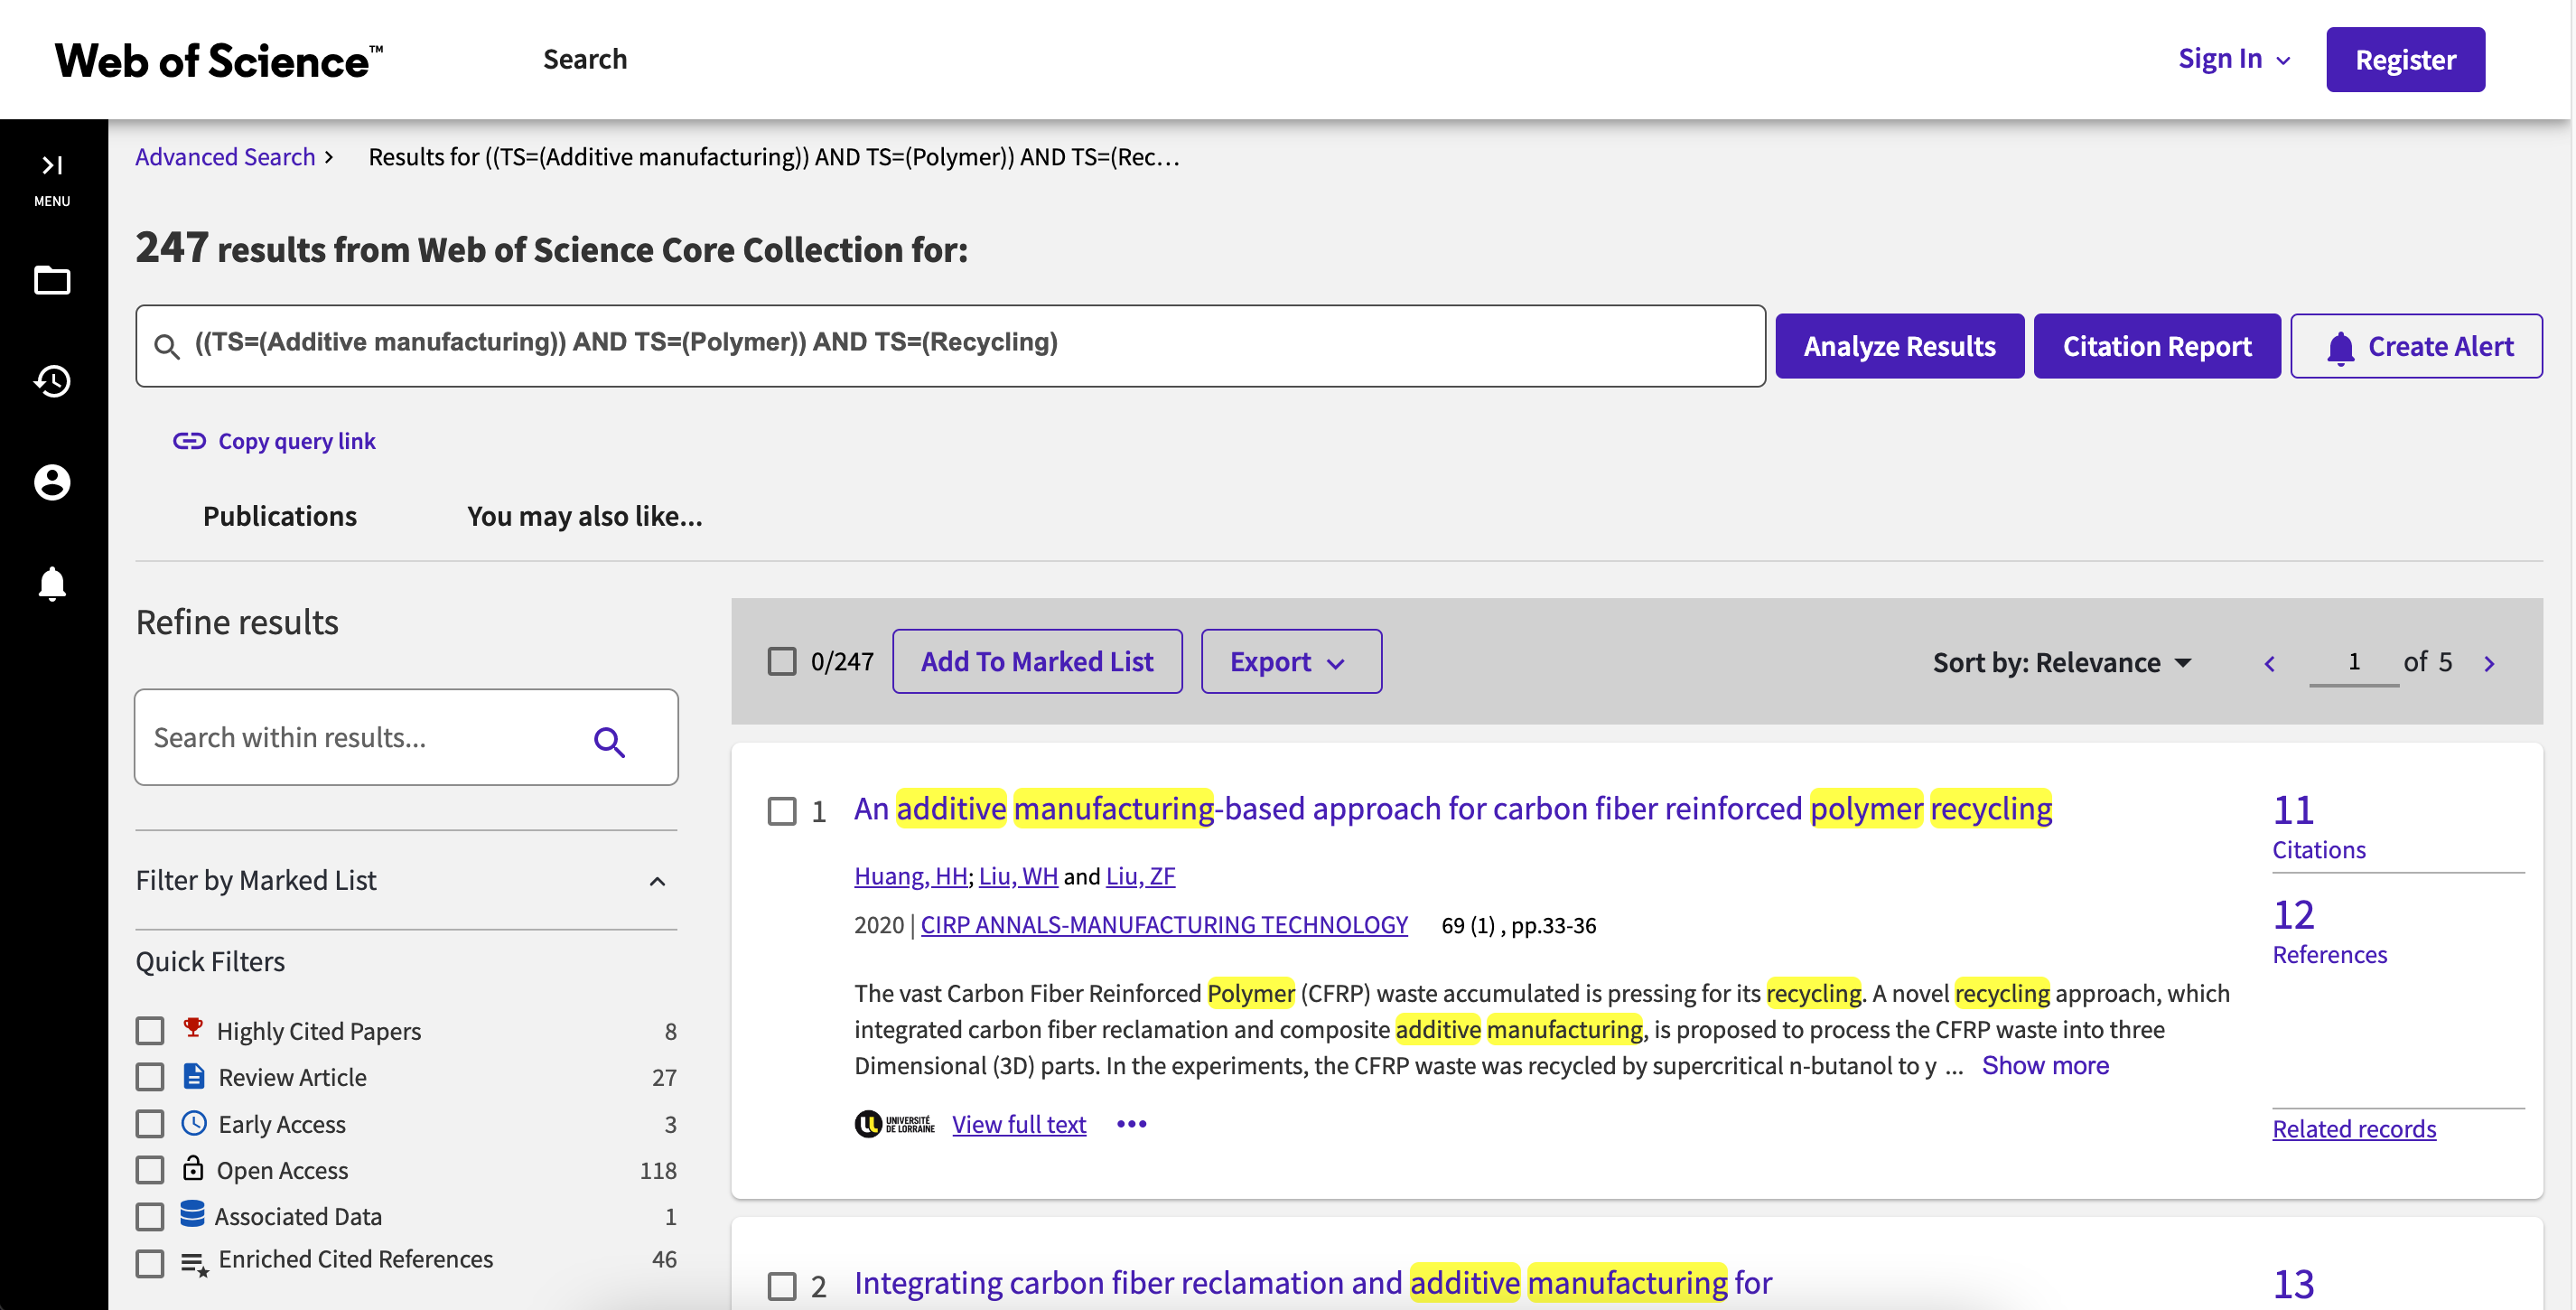 Web of Science™
Search
Sign In
Register
MENU
Advanced Search > Results for ((TS=(Additive manufacturing)) AND TS=(Polymer)) AND TS=(Rec...
247 results from Web of Science Core Collection for:
((TS=(Additive manufacturing)) AND TS=(Polymer)) AND TS=(Recycling)
Analyze Results
Citation Report
Create Alert
Copy query link
Publications
You may also like...
Refine results
Search within results...
Filter by Marked List
Quick Filters
Highly Cited Papers 8
Review Article 27
Early Access 3
Open Access 118
Associated Data 1
Enriched Cited References 46
0/247
Add To Marked List
Export
Sort by: Relevance
1 of 5
1 An additive manufacturing-based approach for carbon fiber reinforced polymer recycling
Huang, HH; Liu, WH and Liu, ZF
2020 | CIRP ANNALS-MANUFACTURING TECHNOLOGY 69 (1) , pp.33-36
The vast Carbon Fiber Reinforced Polymer (CFRP) waste accumulated is pressing for its recycling. A novel recycling approach, which
integrated carbon fiber reclamation and composite additive manufacturing, is proposed to process the CFRP waste into three
Dimensional (3D) parts. In the experiments, the CFRP waste was recycled by supercritical n-butanol to y ... Show more
UNIVERSITÉ
DE LORRAINE
View full text
11
Citations
12
References
Related records
2 Integrating carbon fiber reclamation and additive manufacturing for
13